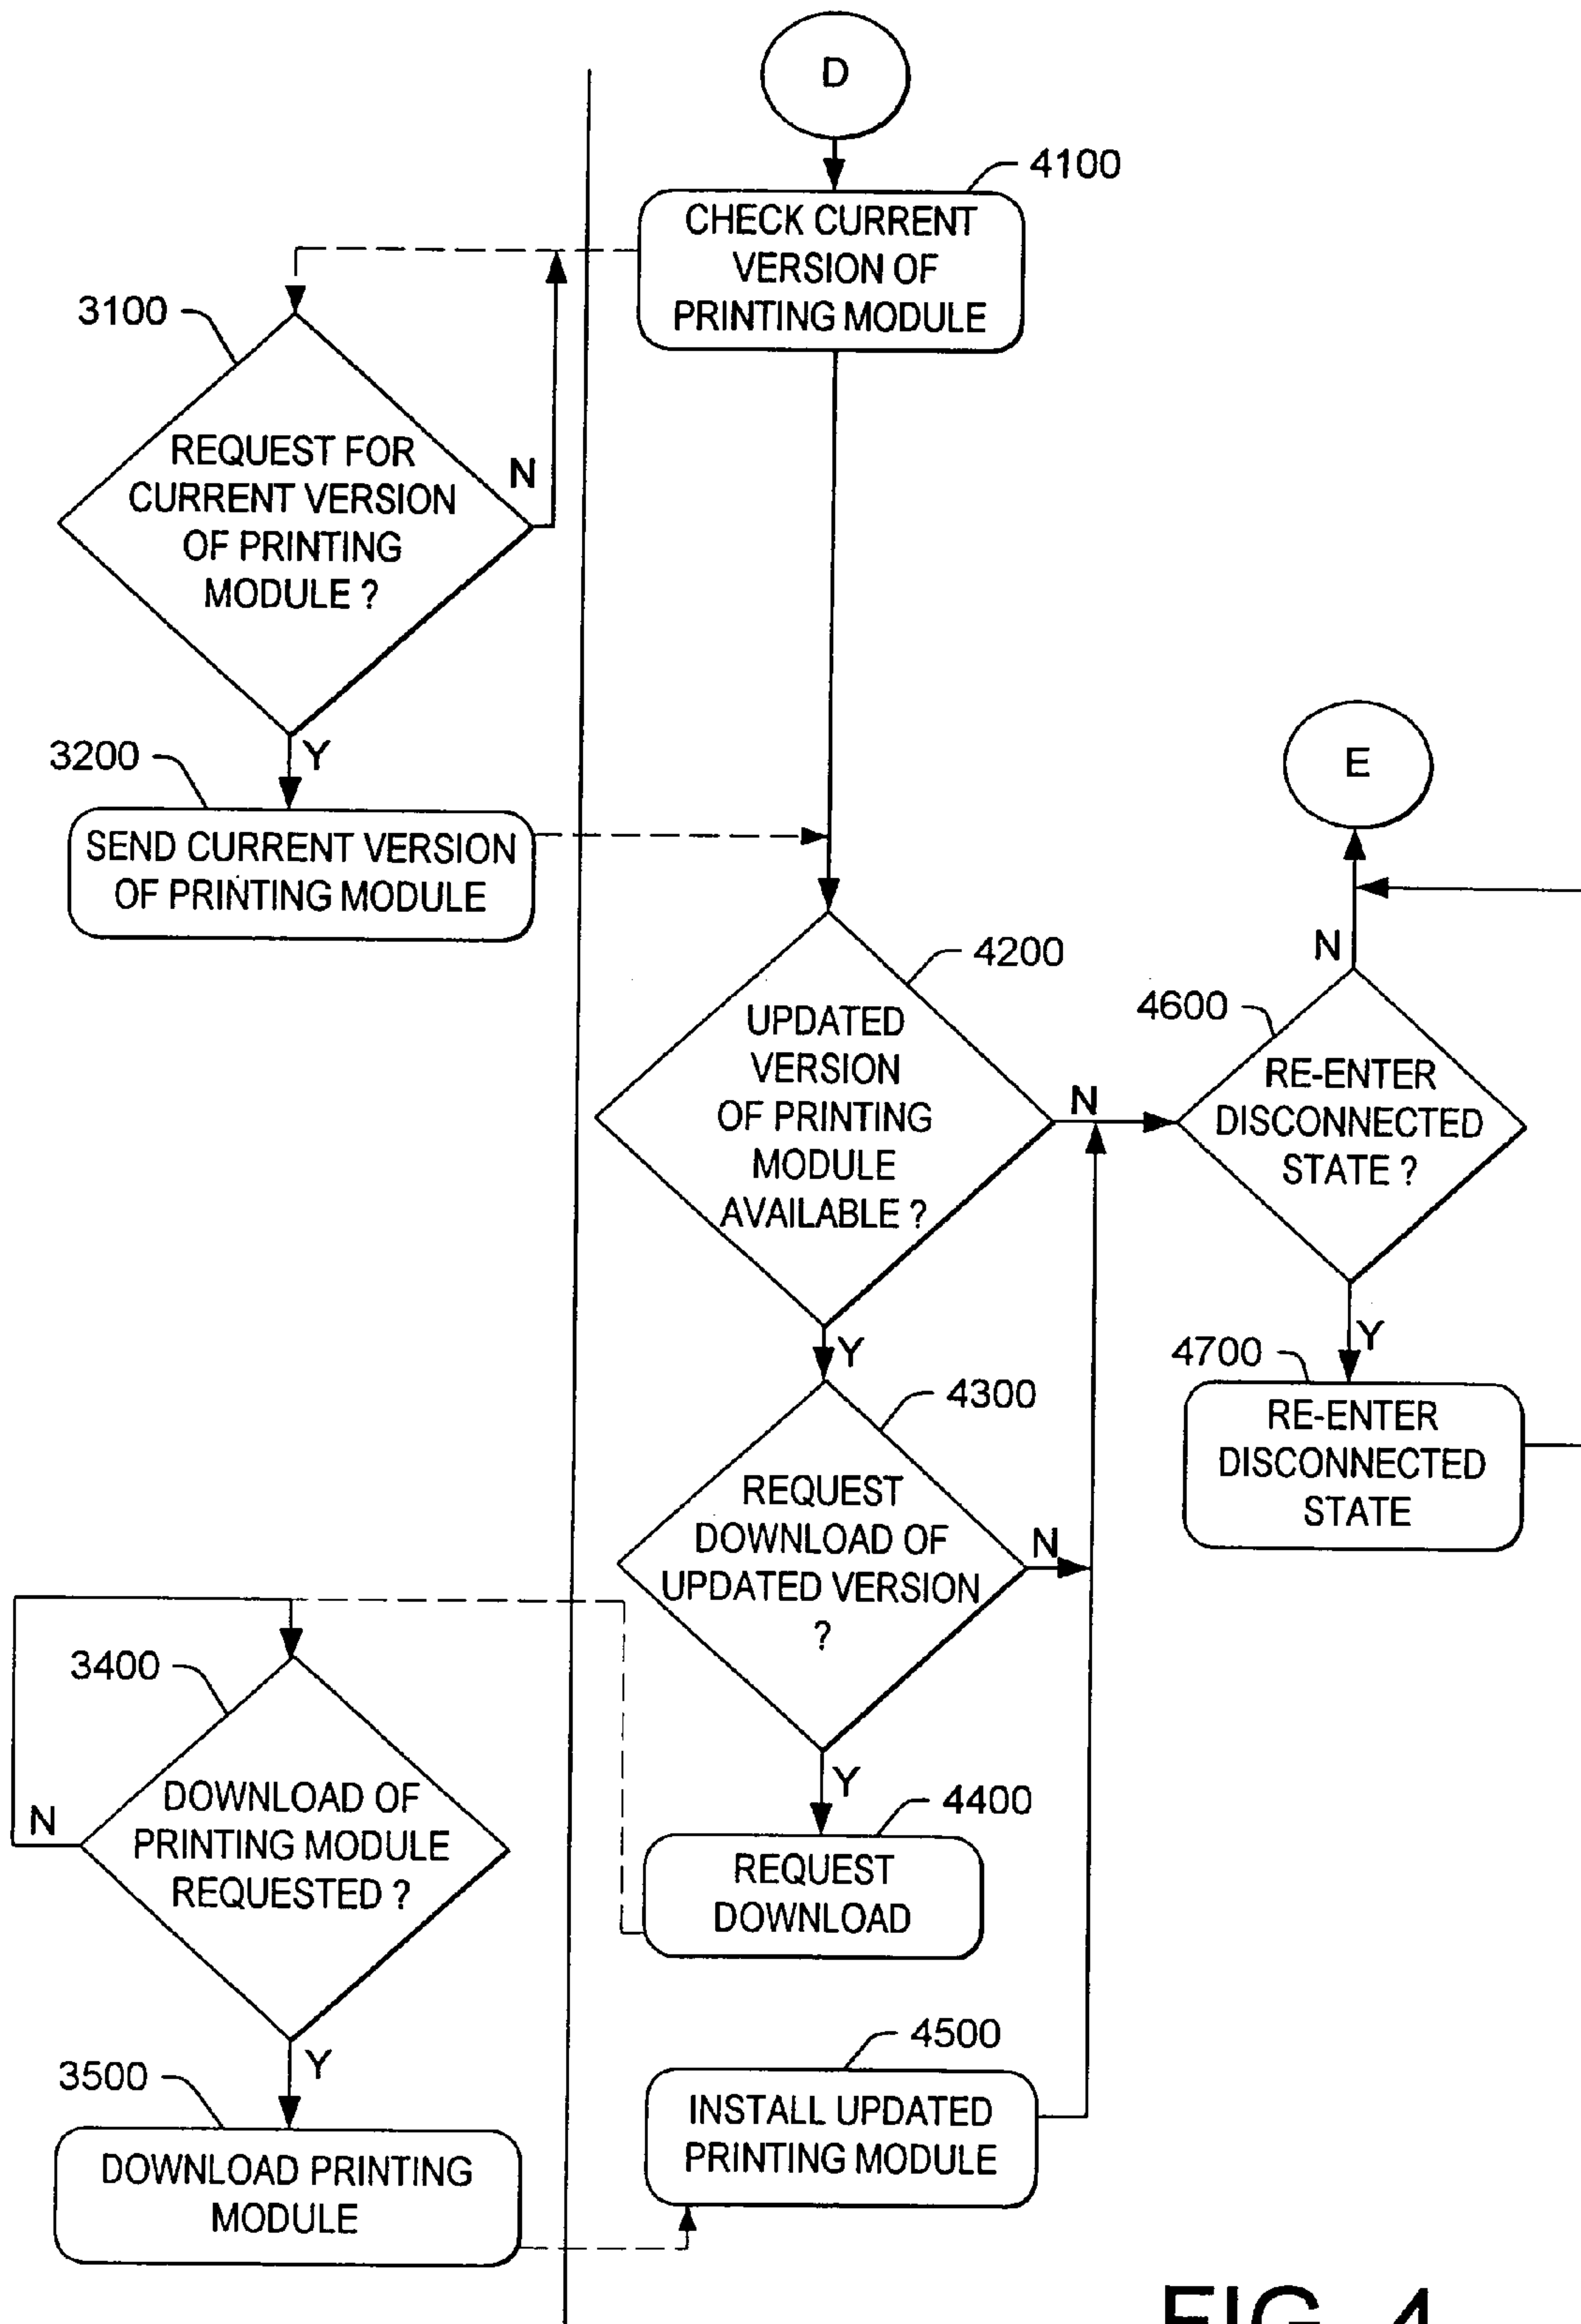 D
4100
CHECK CURRENT
VERSION OF
PRINTING MODULE
3100
REQUEST FOR
CURRENT VERSION
OF PRINTING
MODULE ?
N
Y
3200
SEND CURRENT VERSION
OF PRINTING MODULE
E
N
4200
UPDATED
VERSION
OF PRINTING
MODULE
AVAILABLE ?
N
4600
RE-ENTER
DISCONNECTED
STATE ?
Y
Y
4700
RE-ENTER
DISCONNECTED
STATE
4300
REQUEST
DOWNLOAD OF
UPDATED VERSION
?
N
Y
3400
DOWNLOAD OF
PRINTING MODULE
REQUESTED ?
N
Y
4400
REQUEST
DOWNLOAD
4500
INSTALL UPDATED
PRINTING MODULE
3500
DOWNLOAD PRINTING
MODULE
FIG. 4